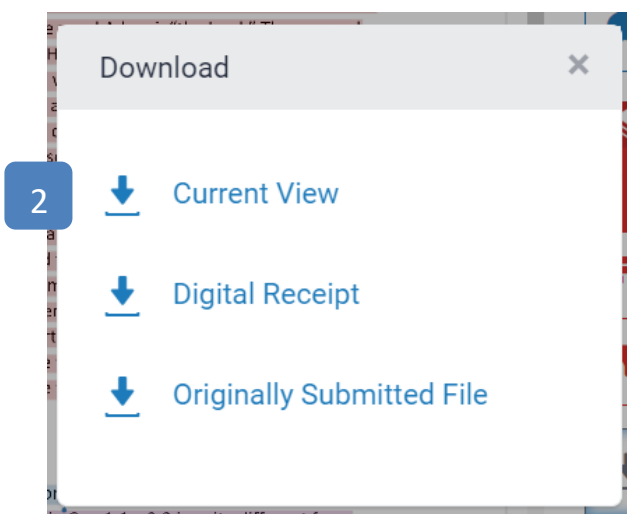 Download
2
Current View
Digital Receipt
Originally Submitted File